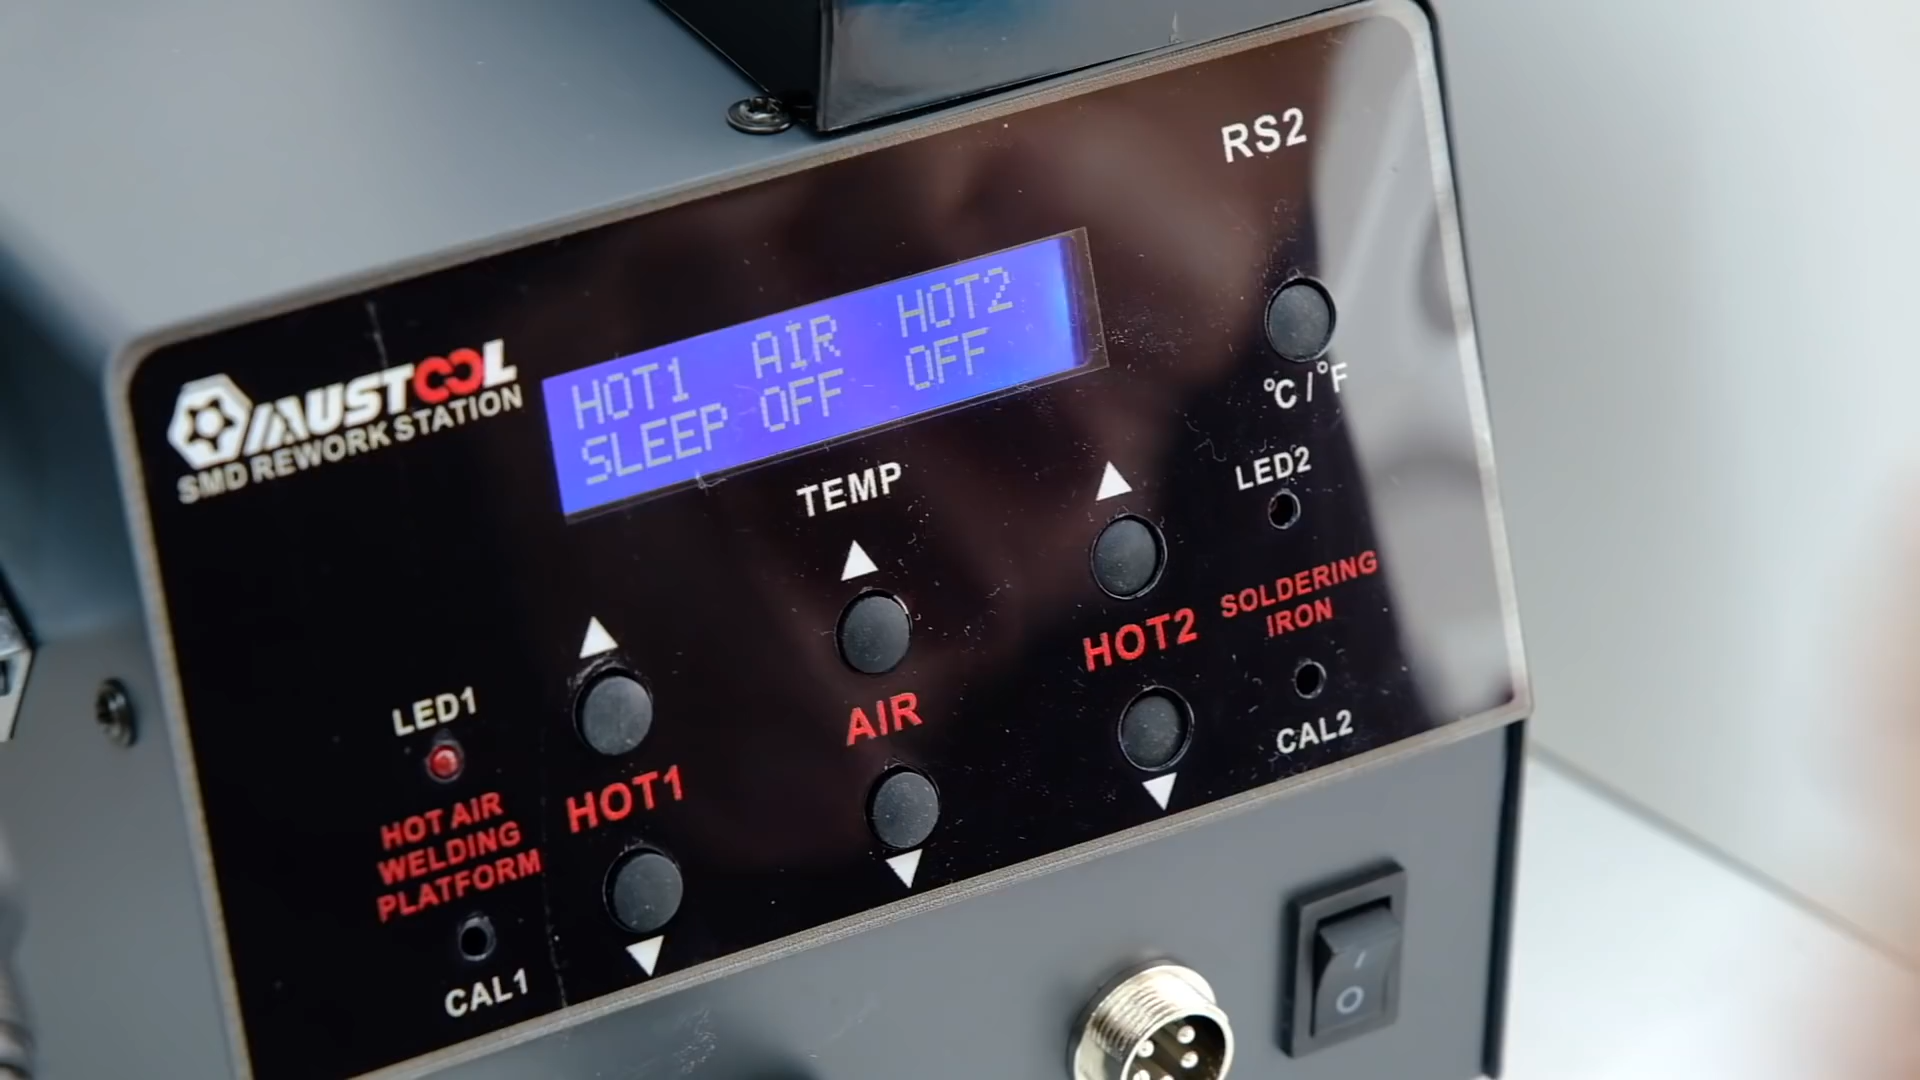 RS2
AUSTOOL
SMD REWORK STATION
HOT1 AIR HOT2
SLEEP OFF OFF
°C/°F
TEMP
LED2
SOLDERING
IRON
HOT2
CAL2
AIR
LED1
HOT1
HOT AIR
WELDING
PLATFORM
CAL1
I
O